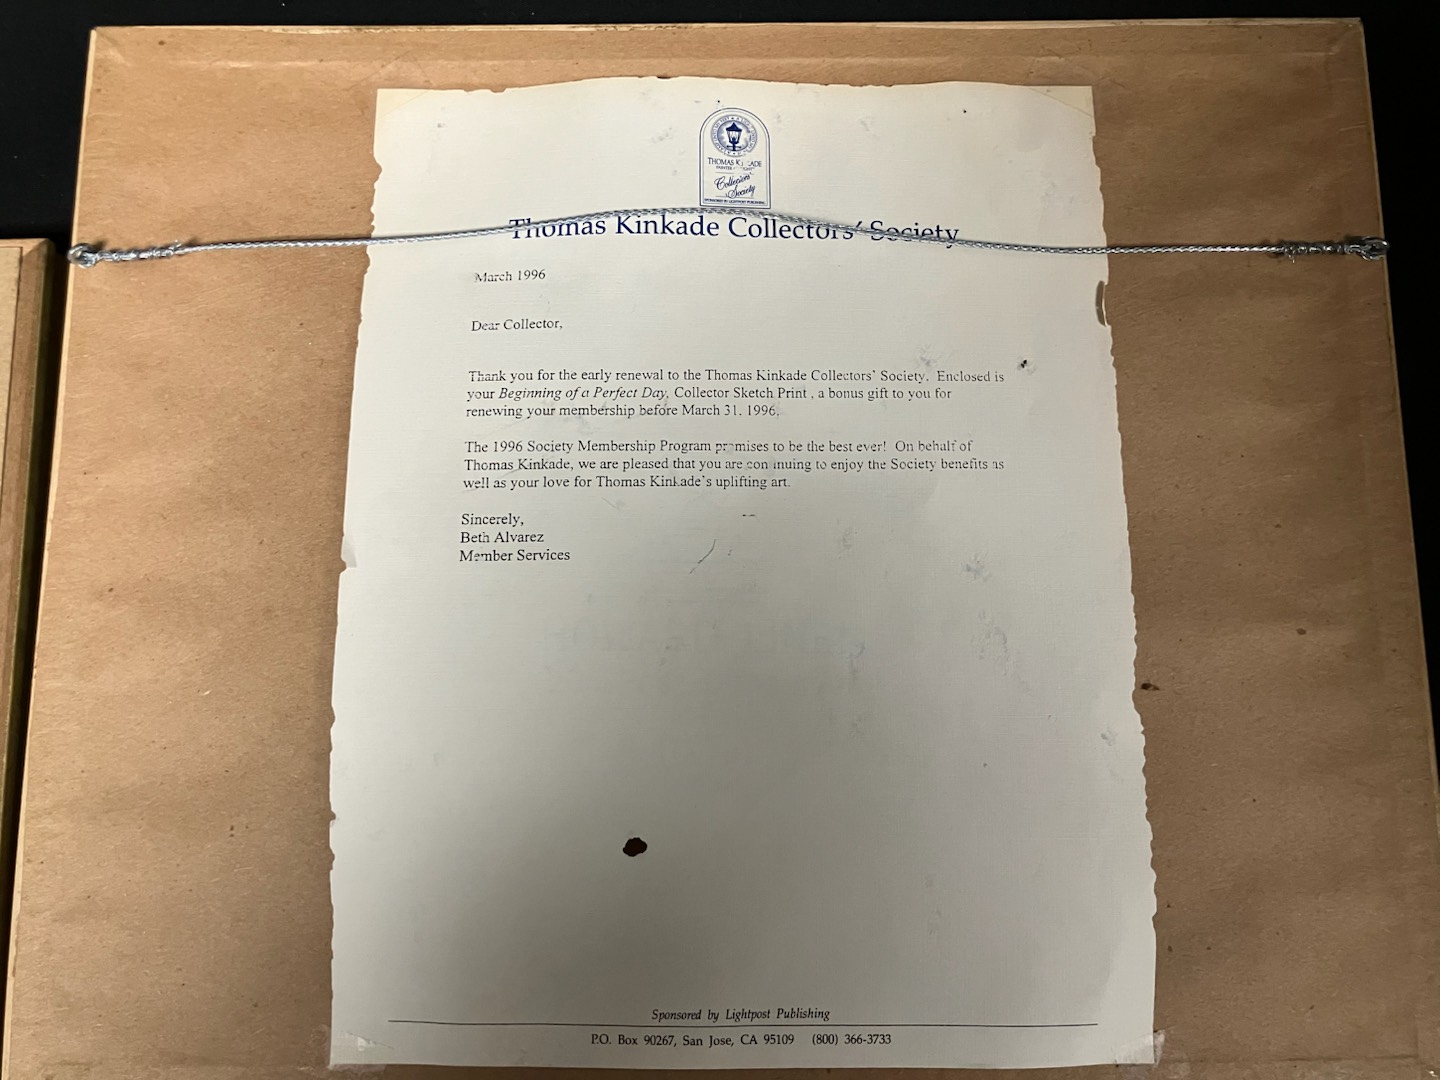 THOMAS KINKADE
Collectors'
Society
SPONSORED BY LIGHTPOST PUBLISHING
Thomas Kinkade Collectors' Society
March 1996
Dear Collector,
Thank you for the early renewal to the Thomas Kinkade Collectors' Society. Enclosed is
your Beginning of a Perfect Day, Collector Sketch Print , a bonus gift to you for
renewing your membership before March 31, 1996.
The 1996 Society Membership Program promises to be the best ever! On behalf of
Thomas Kinkade, we are pleased that you are continuing to enjoy the Society benefits as
well as your love for Thomas Kinkade's uplifting art.
Sincerely,
Beth Alvarez
Member Services
Sponsored by Lightpost Publishing
P.O. Box 90267, San Jose, CA 95109 (800) 366-3733